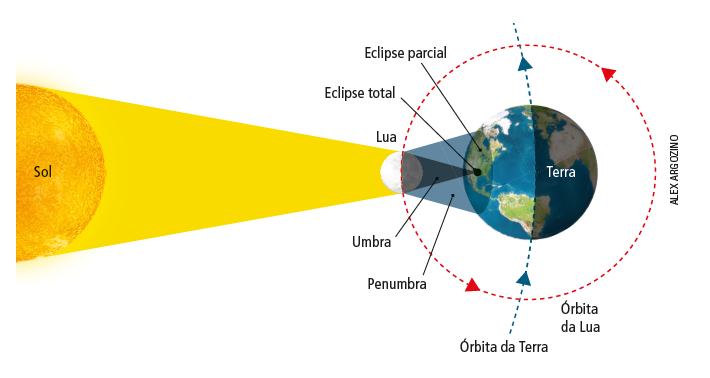 Eclipse parcial
Eclipse total
Lua
Sol
Terra
ALEX ARGOZINO
Umbra
Penumbra
Órbita
da Lua
Órbita da Terra